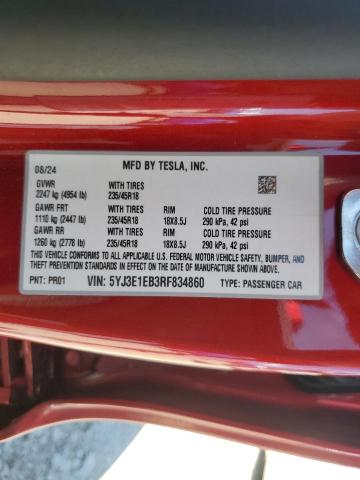 MFD BY TESLA, INC.
08/24
GVWR WITH TIRES
2247 kg (4954 lb) 235/45R18
GAWR FRT WITH TIRES RIM COLD TIRE PRESSURE
1110 kg (2447 lb) 235/45R18 18X8.5J 290 kPa, 42 psi
GAWR RR WITH TIRES RIM COLD TIRE PRESSURE
1260 kg (2778 lb) 235/45R18 18X8.5J 290 kPa, 42 psi
THIS VEHICLE CONFORMS TO ALL APPLICABLE FEDERAL MOTOR VEHICLE SAFETY, BUMPER, AND
THEFT PREVENTION STANDARDS IN EFFECT ON THE DATE OF MANUFACTURE SHOWN ABOVE.
PNT: PR01 VIN: 5YJ3E1EB3RF834860 TYPE: PASSENGER CAR